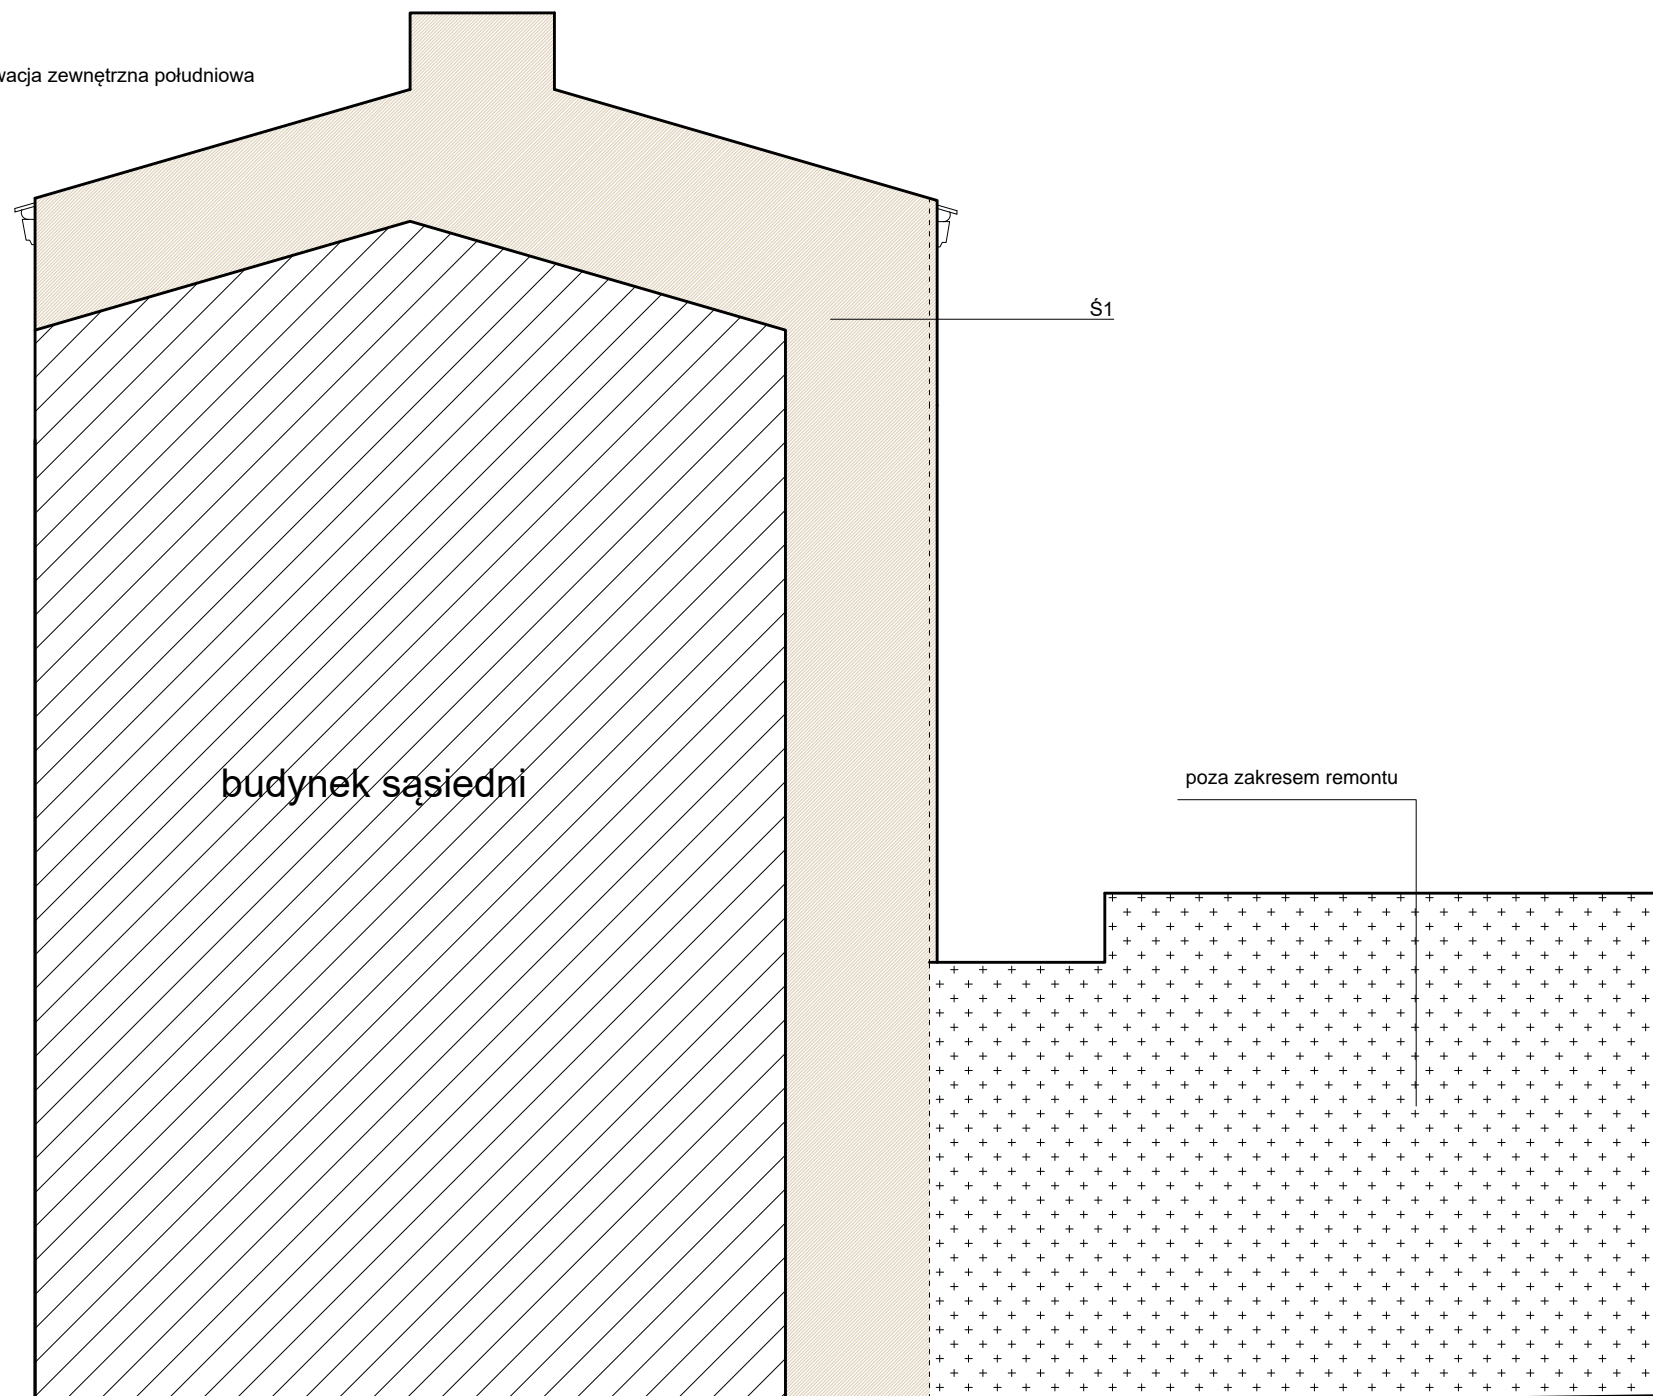 wacja zewnętrzna południowa
Ś1
budynek sąsiedni
poza zakresem remontu